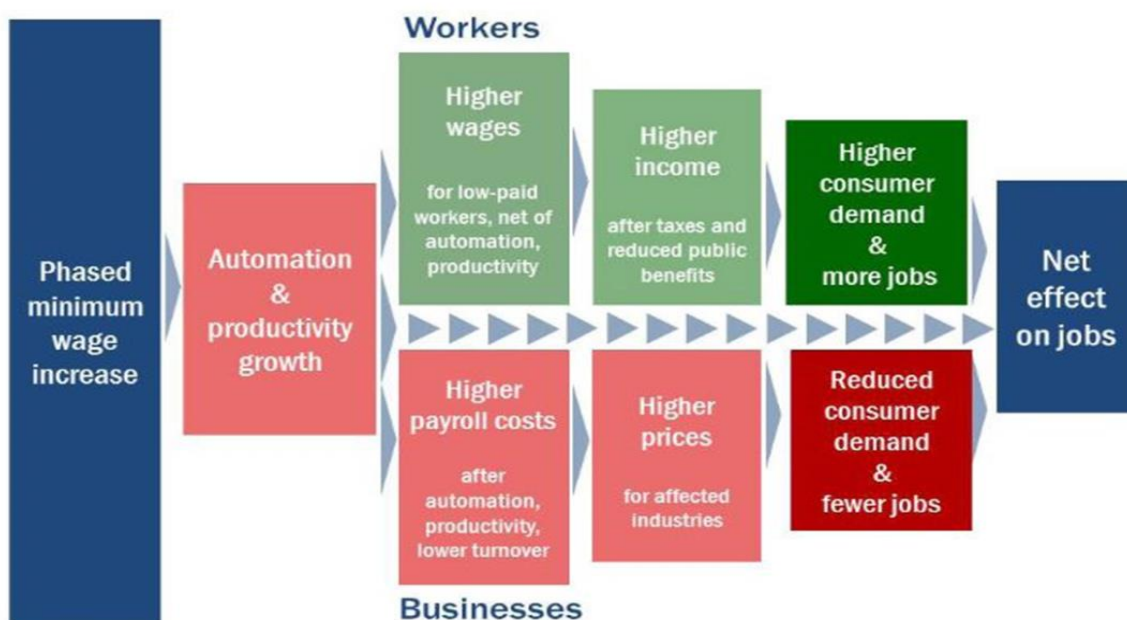 Workers
Phased
minimum
wage
increase
Automation
&
productivity
growth
Higher
wages
for low-paid
workers, net of
automation,
productivity
Higher
income
after taxes and
reduced public
benefits
Higher
consumer
demand
&
more jobs
Higher
payroll costs
after
automation,
productivity,
lower turnover
Higher
prices
for affected
industries
Reduced
consumer
demand
&
fewer jobs
Net
effect
on jobs
Businesses